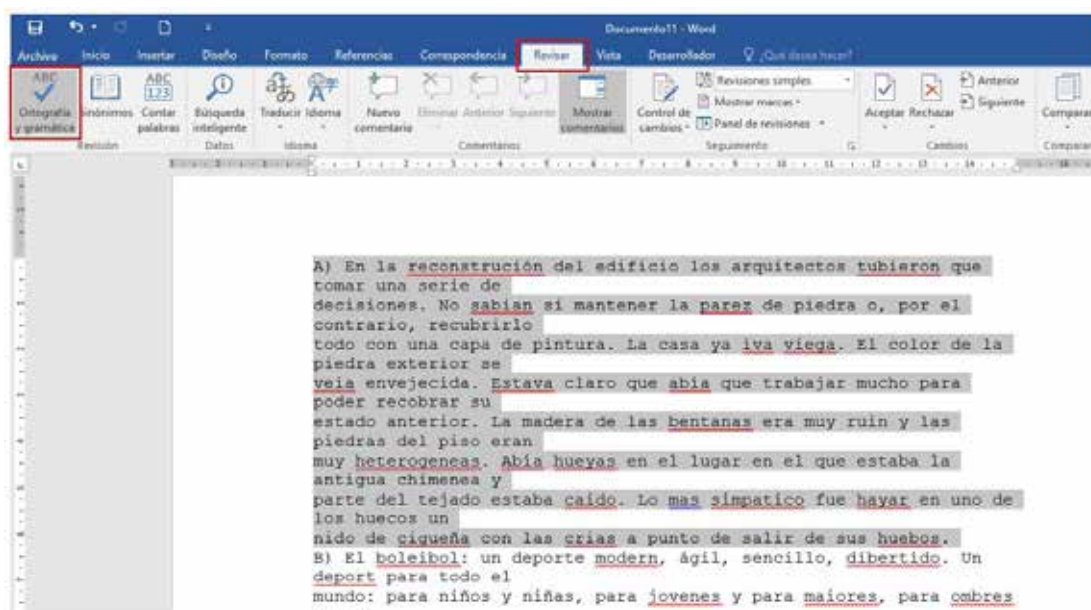 Documento11 - Word
Archivo Inicio Insertar Diseño Formato Referencias Correspondencia Revisar Vista Desarrollador ¿Qué desea hacer?
ABC Ortografía y gramática
Sinónimos
ABC 123 Contar palabras
Búsqueda inteligente
Traducir Idioma
Nuevo comentario
Eliminar Anterior Siguiente
Mostrar comentarios
Control de cambios
Revisiones simples
Mostrar marcas
Panel de revisiones
Aceptar Rechazar
Anterior
Siguiente
Comparar
Revisión Datos Idioma Comentarios Seguimiento Cambios Comparar
A) En la reconstrución del edificio los arquitectos tubieron que
tomar una serie de
decisiones. No sabian si mantener la parez de piedra o, por el
contrario, recubrirlo
todo con una capa de pintura. La casa ya iva viega. El color de la
piedra exterior se
veia envejecida. Estava claro que abia que trabajar mucho para
poder recobrar su
estado anterior. La madera de las bentanas era muy ruin y las
piedras del piso eran
muy heterogeneas. Abía hueyas en el lugar en el que estaba la
antigua chimenea y
parte del tejado estaba caido. Lo mas simpatico fue hayar en uno de
los huecos un
nido de cigueña con las crias a punto de salir de sus huebos.
B) El boleibol: un deporte modern, ágil, sencillo, dibertido. Un
deport para todo el
mundo: para niños y niñas, para jovenes y para maiores, para ombres